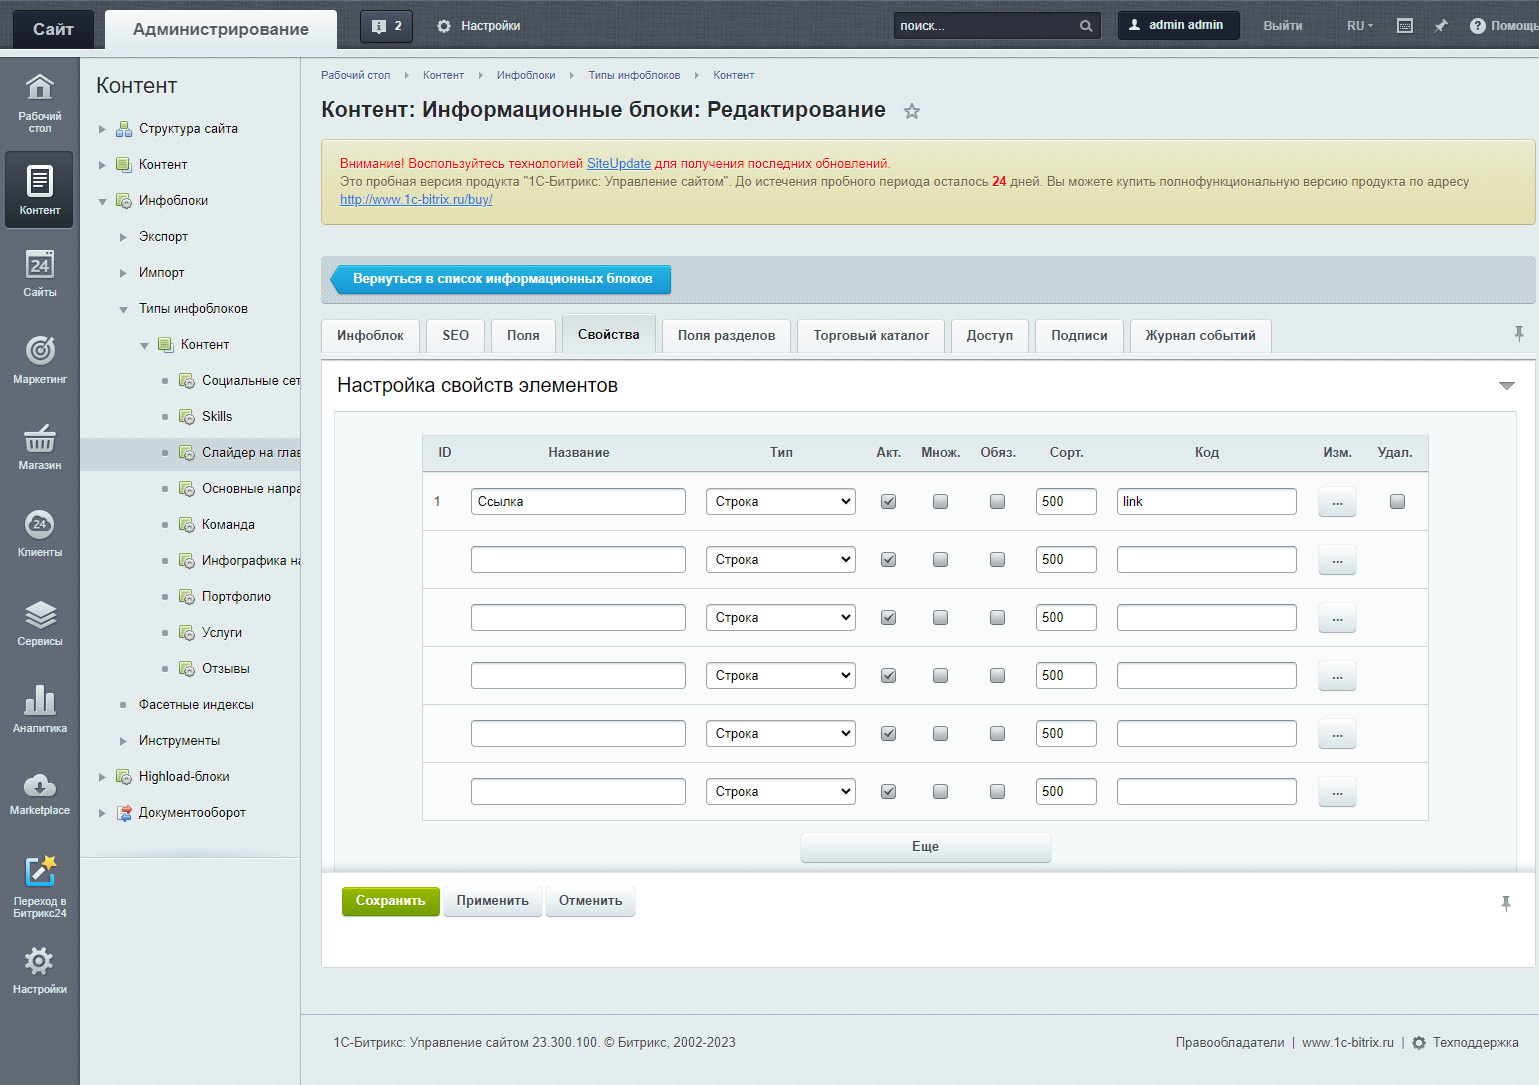 Сайт
Администрирование
2
Настройки
поиск...
admin admin
Выйти
RU
Рабочий стол
Контент
24
Сайты
Маркетинг
Магазин
24
Клиенты
Сервисы
Аналитика
Marketplace
Переход в Битрикс24
Настройки
Контент
Структура сайта
Контент
Инфоблоки
Экспорт
Импорт
Типы инфоблоков
Контент
Социальные сет
Skills
Слайдер на глав
Основные напра
Команда
Инфографика на
Портфолио
Услуги
Отзывы
Фасетные индексы
Инструменты
Highload-блоки
Документооборот
Рабочий стол Контент Инфоблоки Типы инфоблоков Контент
Контент: Информационные блоки: Редактирование
Внимание! Воспользуйтесь технологией SiteUpdate для получения последних обновлений.
Это пробная версия продукта "1С-Битрикс: Управление сайтом". До истечения пробного периода осталось 24 дней. Вы можете купить полнофункциональную версию продукта по адресу
http://www.1c-bitrix.ru/buy/
Вернуться в список информационных блоков
Инфоблок SEO Поля Свойства Поля разделов Торговый каталог Доступ Подписи Журнал событий
Настройка свойств элементов
ID Название Тип Акт. Множ. Обяз. Сорт. Код Изм. Удал.
1 Ссылка Строка 500 link ...
Строка 500 ...
Строка 500 ...
Строка 500 ...
Строка 500 ...
Строка 500 ...
Еще
Сохранить Применить Отменить
1С-Битрикс: Управление сайтом 23.300.100. © Битрикс, 2002-2023
Правообладатели | www.1c-bitrix.ru | Техподдержка